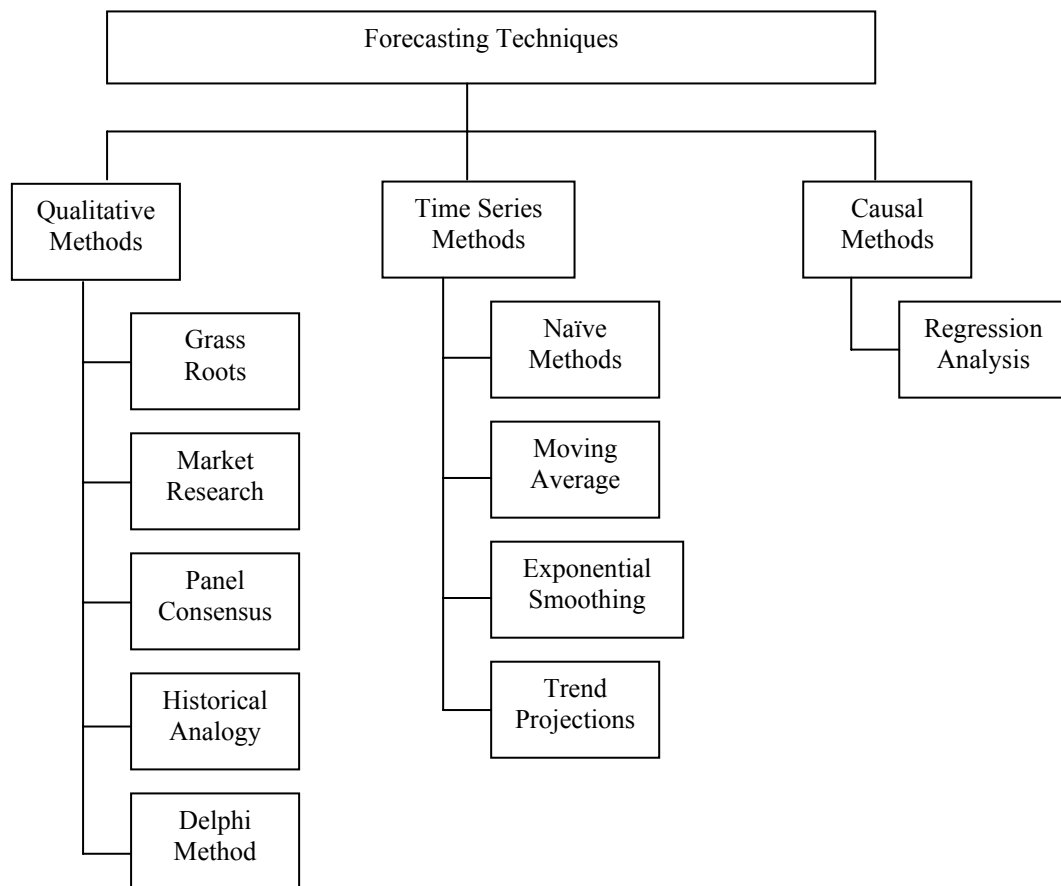 Forecasting Techniques
Qualitative
Methods
Time Series
Methods
Causal
Methods
Grass
Roots
Market
Research
Panel
Consensus
Historical
Analogy
Delphi
Method
Naïve
Methods
Moving
Average
Exponential
Smoothing
Trend
Projections
Regression
Analysis